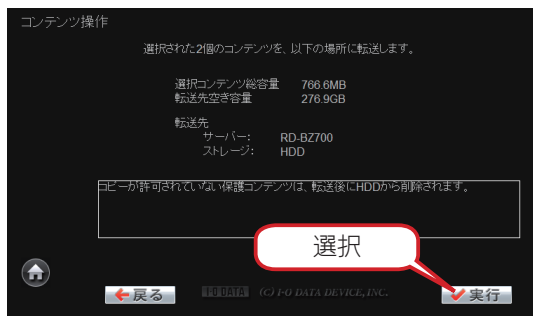 コンテンツ操作
選択された2個のコンテンツを、以下の場所に転送します。
選択コンテンツ総容量 766.6MB
転送先空き容量 276.9GB
転送先
サーバー: RD-BZ700
ストレージ: HDD
コピーが許可されていない保護コンテンツは、転送後にHDDから削除されます。
選択
戻る
I-O DATA (C) I-O DATA DEVICE, INC.
実行